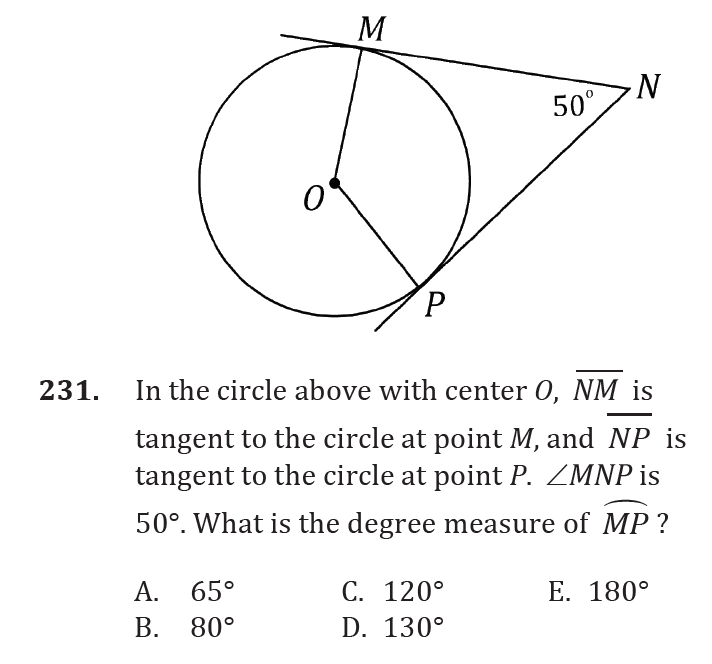 M
N
50°
O
P
231. In the circle above with center O, NM is
tangent to the circle at point M, and NP is
tangent to the circle at point P. ∠MNP is
50°. What is the degree measure of MP ?
A. 65° C. 120° E. 180°
B. 80° D. 130°